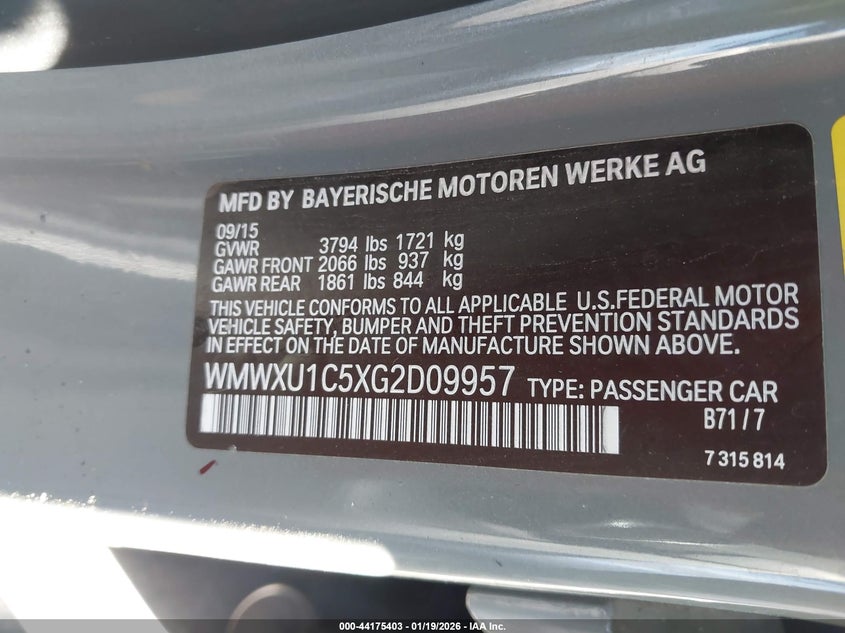 MFD BY BAYERISCHE MOTOREN WERKE AG
09/15
GVWR 3794 lbs 1721 kg
GAWR FRONT 2066 lbs 937 kg
GAWR REAR 1861 lbs 844 kg
THIS VEHICLE CONFORMS TO ALL APPLICABLE U.S.FEDERAL MOTOR
VEHICLE SAFETY, BUMPER AND THEFT PREVENTION STANDARDS
IN EFFECT ON THE DATE OF MANUFACTURE SHOWN ABOVE.
WMWXU1C5XG2D09957 TYPE: PASSENGER CAR
B71/7
7 315 814
000-44175403 - 01/19/2026 - IAA Inc.